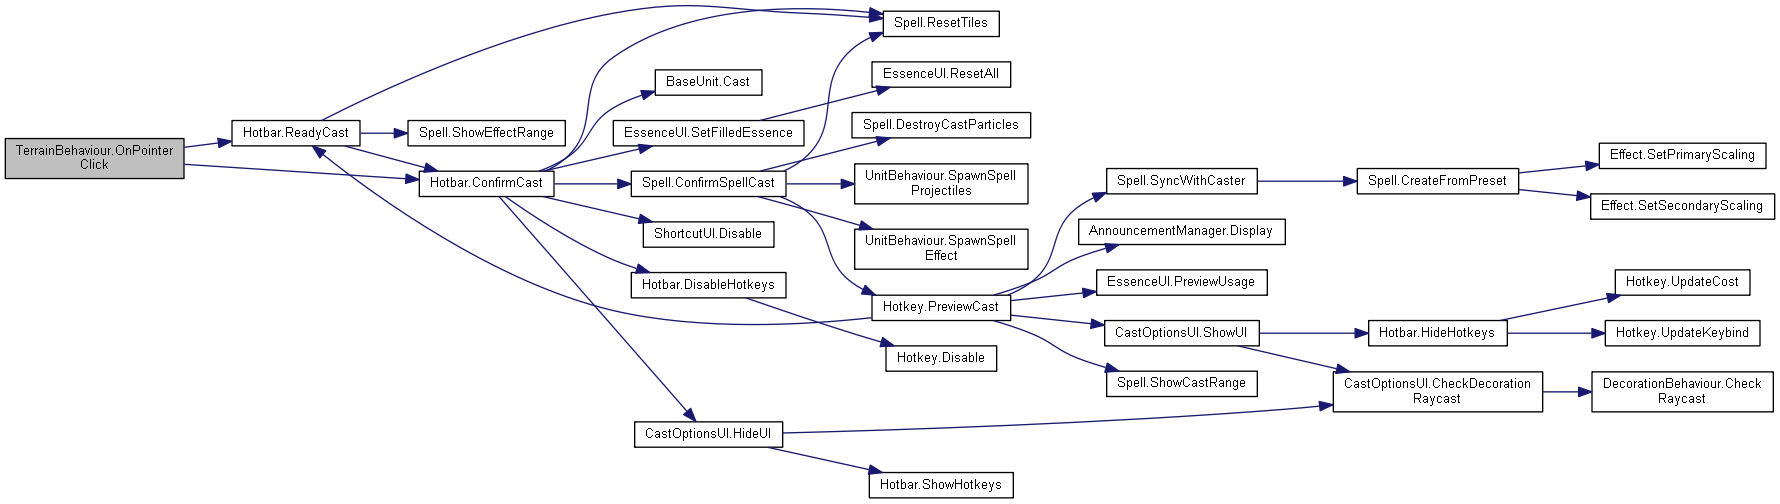 TerrainBehaviour.OnPointer
Click
Hotbar.ReadyCast
Spell.ShowEffectRange
Hotbar.ConfirmCast
Spell.ResetTiles
BaseUnit.Cast
EssenceUI.ResetAll
EssenceUI.SetFilledEssence
Spell.DestroyCastParticles
Spell.ConfirmSpellCast
UnitBehaviour.SpawnSpell
Projectiles
ShortcutUI.Disable
UnitBehaviour.SpawnSpell
Effect
Hotbar.DisableHotkeys
Hotkey.PreviewCast
Hotkey.Disable
CastOptionsUI.HideUI
Hotbar.ShowHotkeys
Spell.SyncWithCaster
AnnouncementManager.Display
EssenceUI.PreviewUsage
CastOptionsUI.ShowUI
Spell.ShowCastRange
Spell.CreateFromPreset
Hotbar.HideHotkeys
CastOptionsUI.CheckDecoration
Raycast
Effect.SetPrimaryScaling
Effect.SetSecondaryScaling
Hotkey.UpdateCost
Hotkey.UpdateKeybind
DecorationBehaviour.Check
Raycast